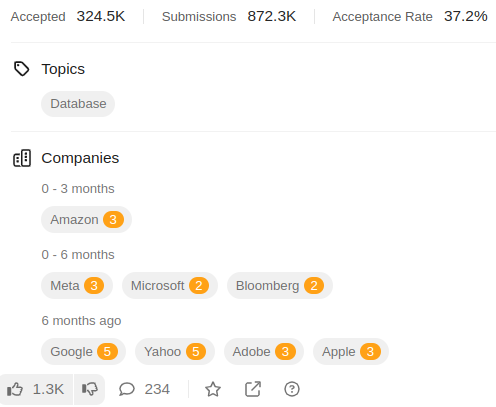 Accepted 324.5K Submissions 872.3K Acceptance Rate 37.2%
Topics
Database
Companies
0 - 3 months
Amazon 3
0 - 6 months
Meta 3 Microsoft 2 Bloomberg 2
6 months ago
Google 5 Yahoo 5 Adobe 3 Apple 3
1.3K 234